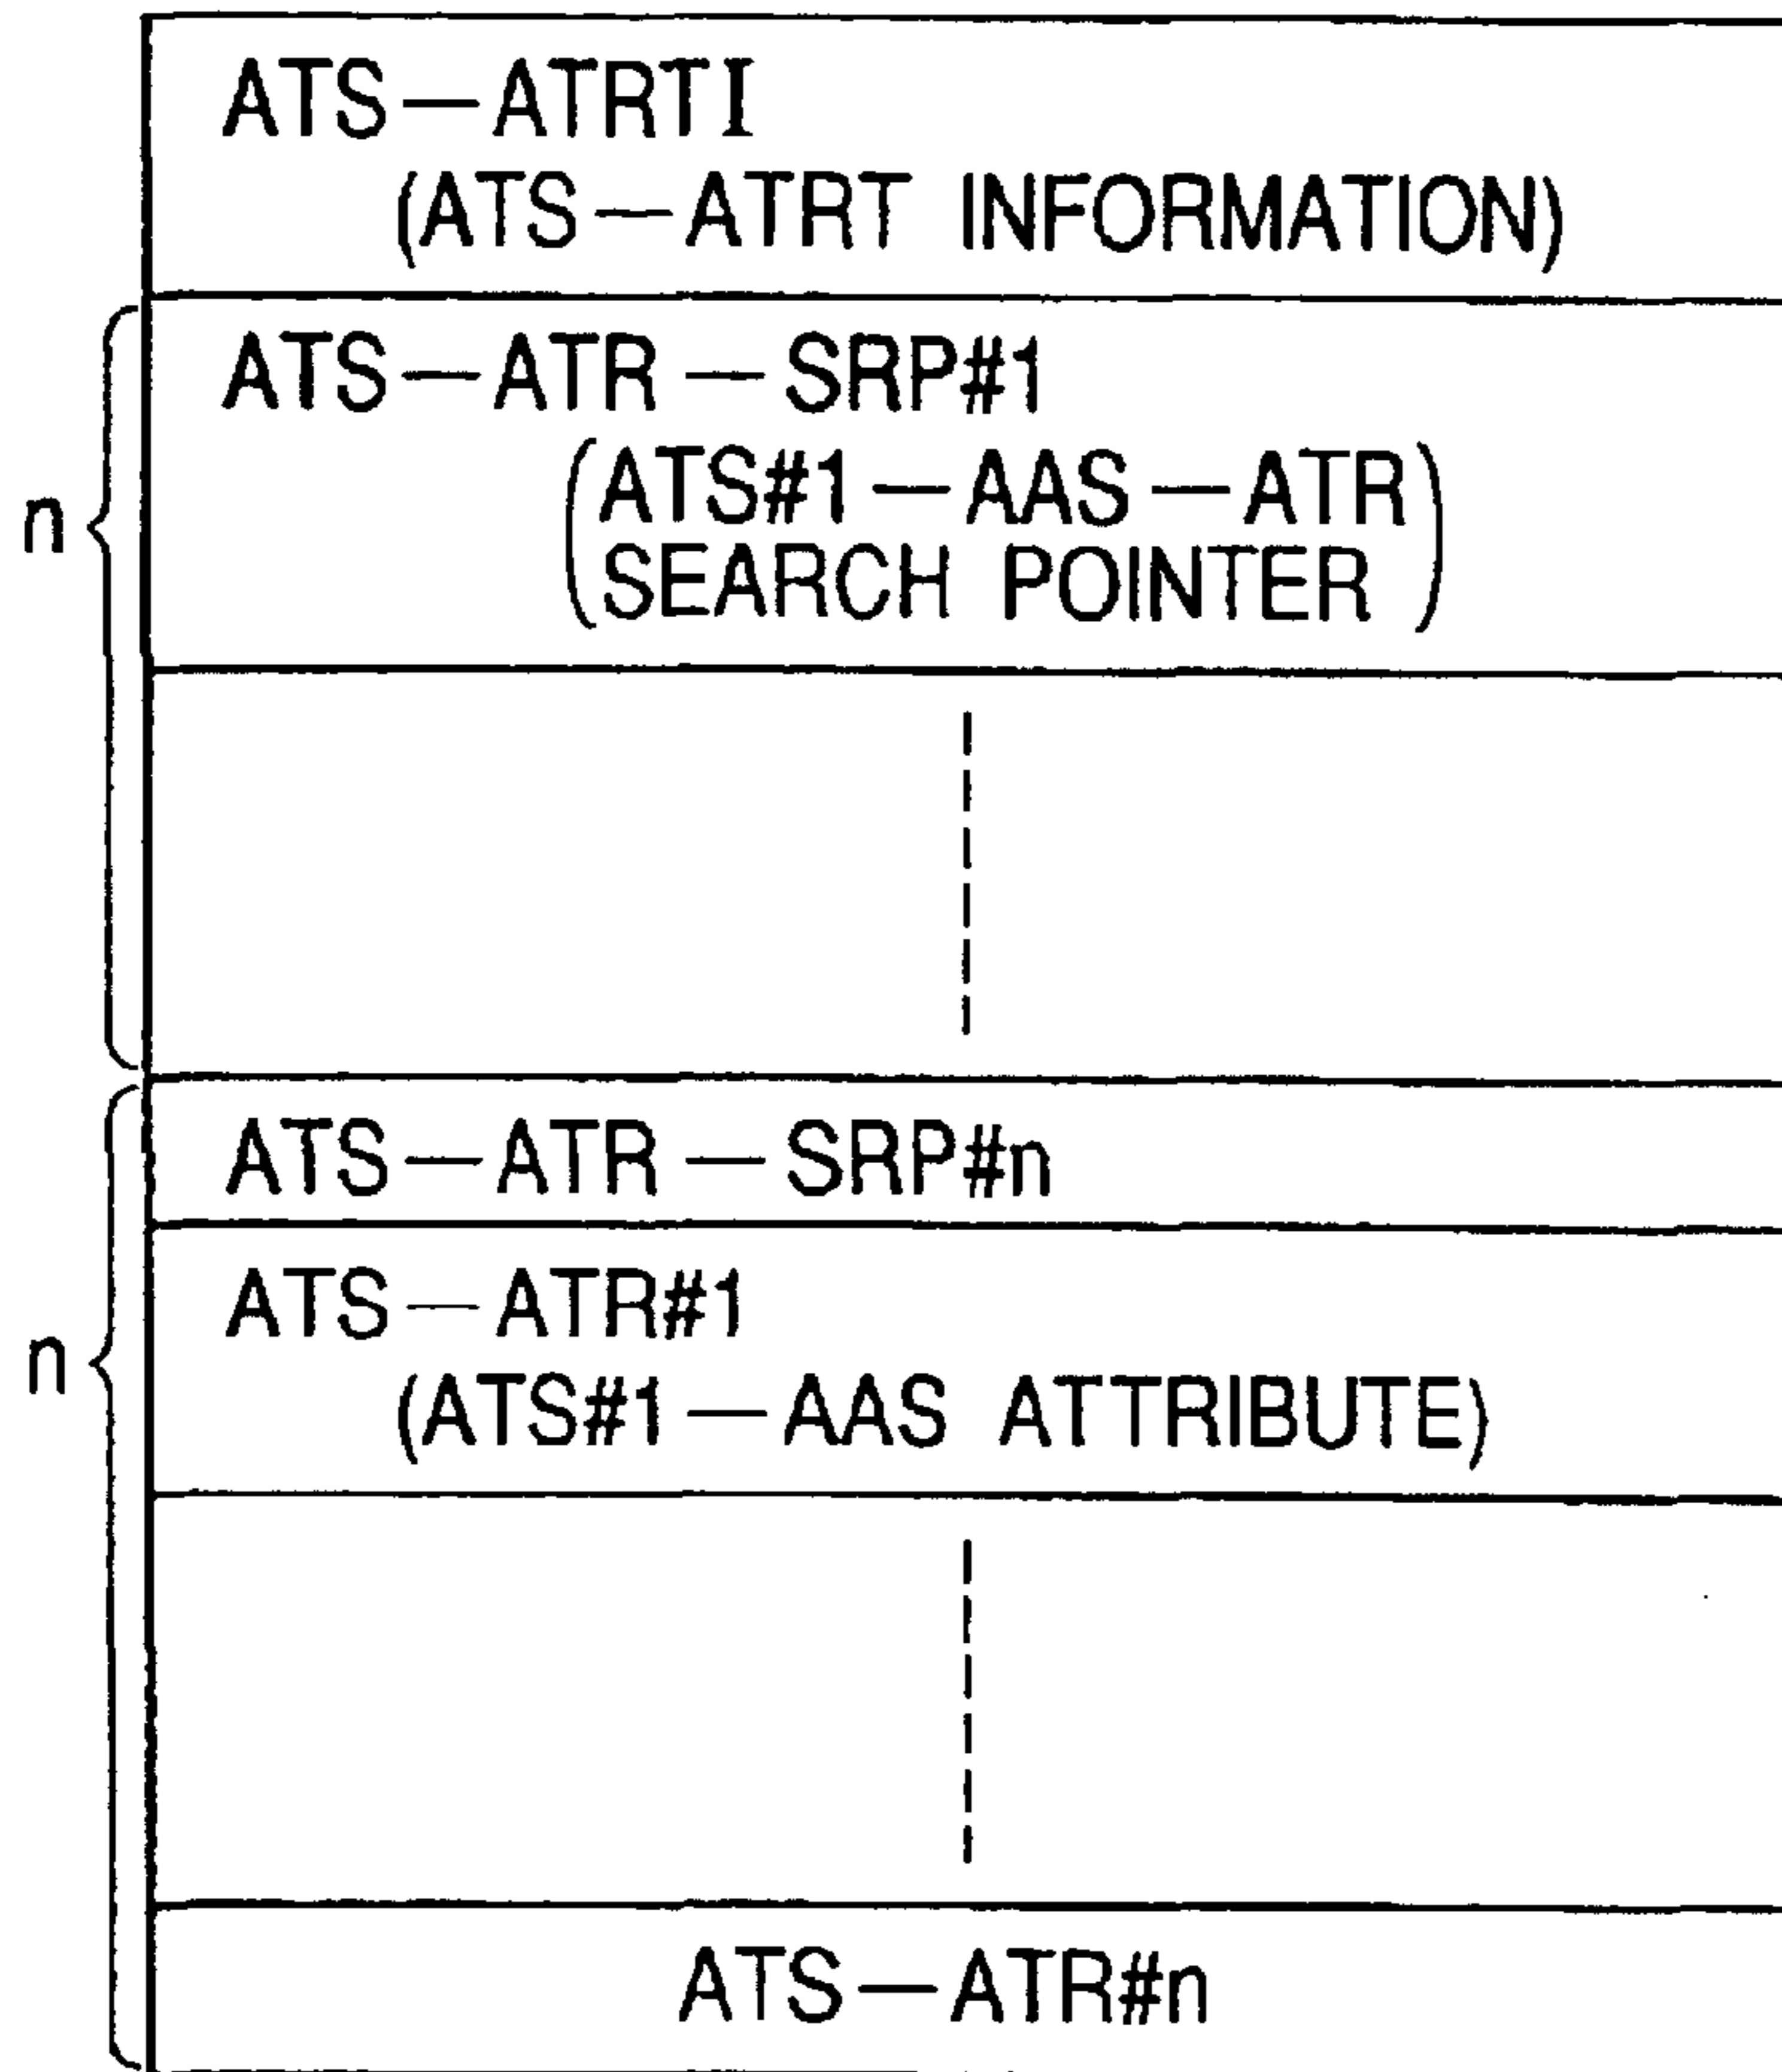 ATS—ATRTI
(ATS—ATRT INFORMATION)
n
ATS—ATR—SRP#1
(ATS#1—AAS—ATR
SEARCH POINTER)
ATS—ATR—SRP#n
n
ATS—ATR#1
(ATS#1—AAS ATTRIBUTE)
ATS—ATR#n